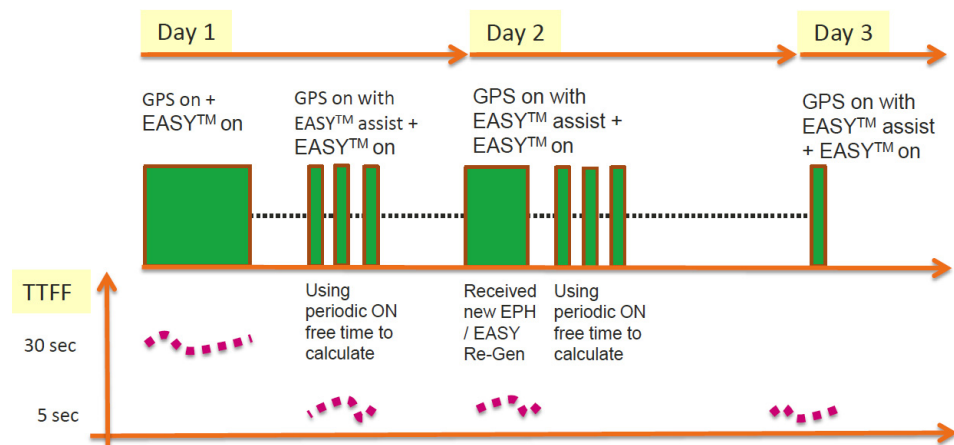 Day 1
Day 2
Day 3
GPS on +
EASY™ on
GPS on with
EASY™ assist +
EASY™ on
GPS on with
EASY™ assist +
EASY™ on
GPS on with
EASY™ assist
+ EASY™ on
TTFF
Using
periodic ON
free time to
calculate
Received
new EPH
/ EASY
Re-Gen
Using
periodic ON
free time to
calculate
30 sec
5 sec